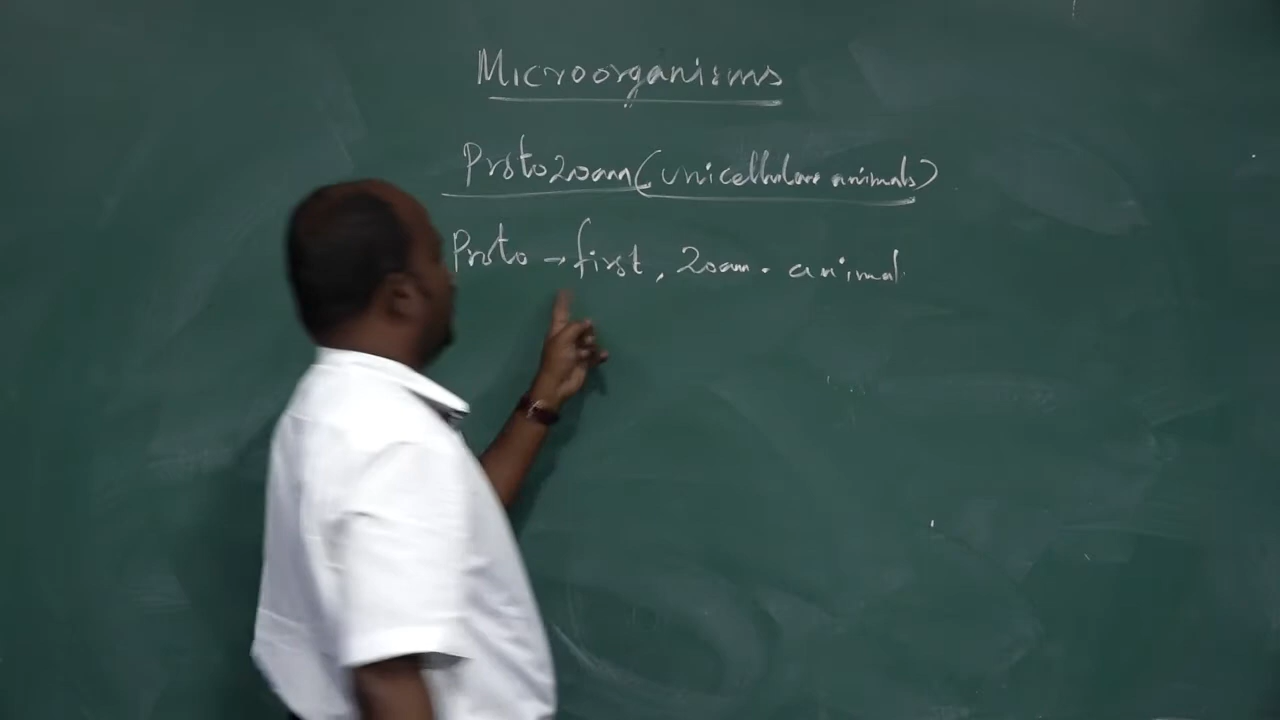 Microorganisms
Protozoan (unicellular animals)
Proto → first, zoan. animal